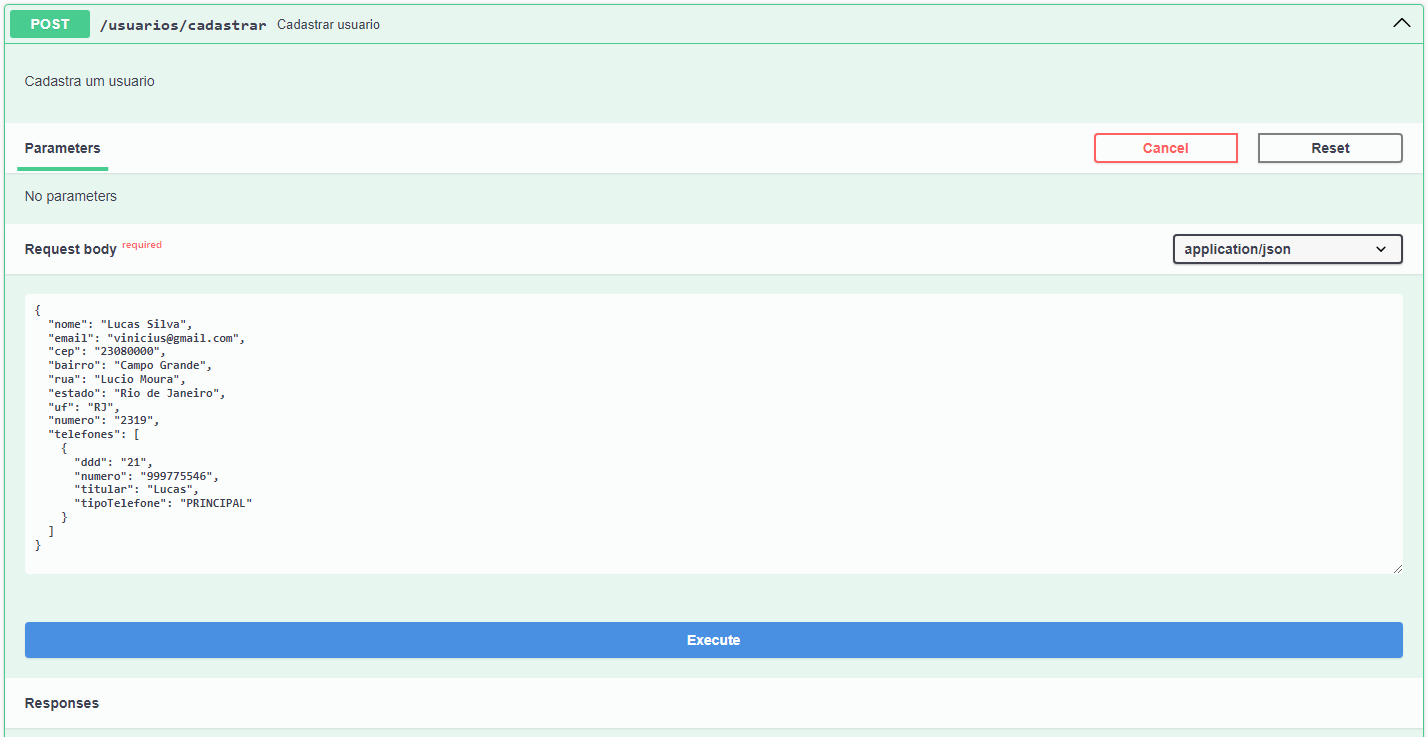 POST /usuarios/cadastrar Cadastrar usuario
Cadastra um usuario
Parameters Cancel Reset
No parameters
Request body required application/json
{
  "nome": "Lucas Silva",
  "email": "vinicius@gmail.com",
  "cep": "23080000",
  "bairro": "Campo Grande",
  "rua": "Lucio Moura",
  "estado": "Rio de Janeiro",
  "uf": "RJ",
  "numero": "2319",
  "telefones": [
    {
      "ddd": "21",
      "numero": "999775546",
      "titular": "Lucas",
      "tipoTelefone": "PRINCIPAL"
    }
  ]
}
Execute
Responses